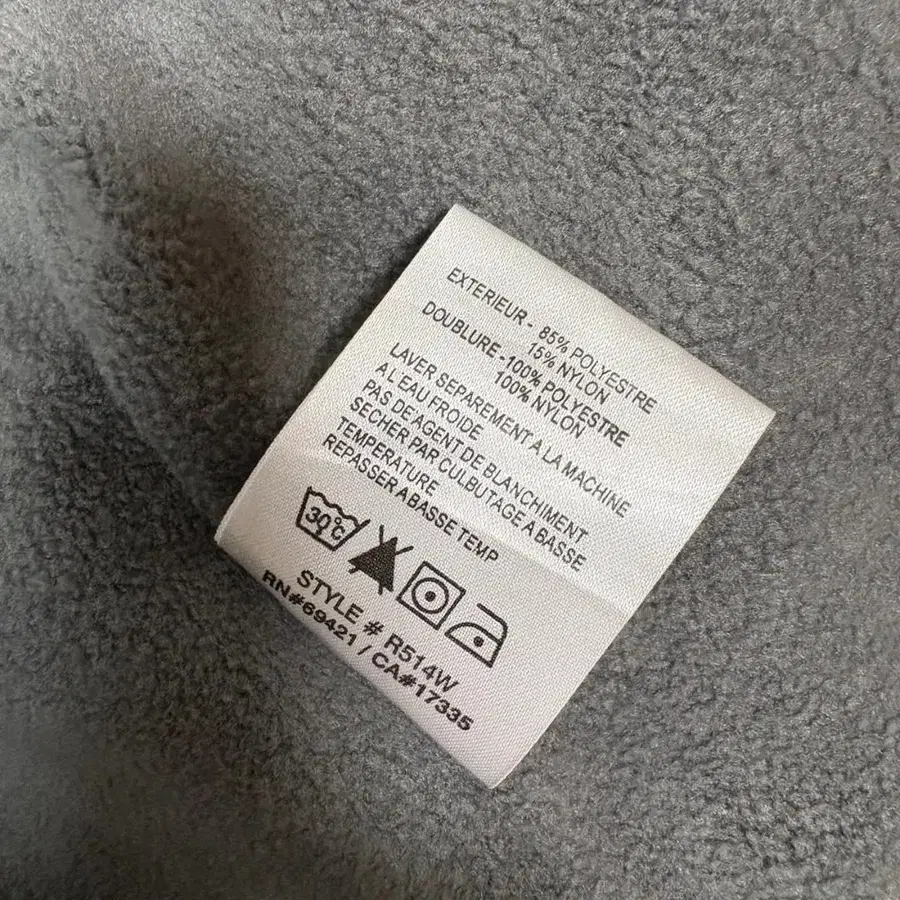 EXTERIEUR - 85% POLYESTRE
15% NYLON
DOUBLURE -100% POLYESTRE
100% NYLON
LAVER SEPAREMENT A LA MACHINE
A L EAU FROIDE
PAS DE AGENT DE BLANCHIMENT
SECHER PAR CULBUTAGE A BASSE
TEMPERATURE
REPASSER A BASSE TEMP
30°C
STYLE # R514W
RN#69421 / CA#17335